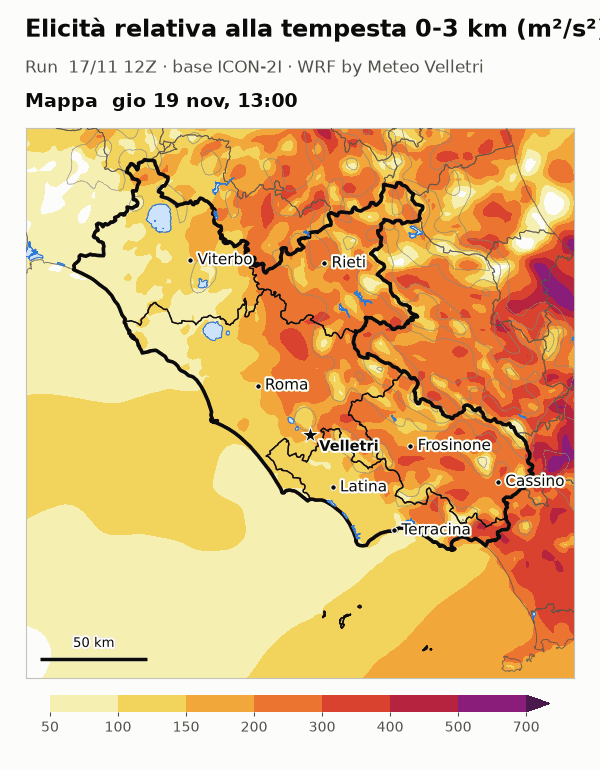 Elicità relativa alla tempesta 0-3 km (m²/s²)
Run 17/11 12Z · base ICON-2I · WRF by Meteo Velletri
Mappa gio 19 nov, 13:00
Viterbo
Rieti
Roma
Velletri
Frosinone
Cassino
Latina
Terracina
50 km
50 100 150 200 300 400 500 700